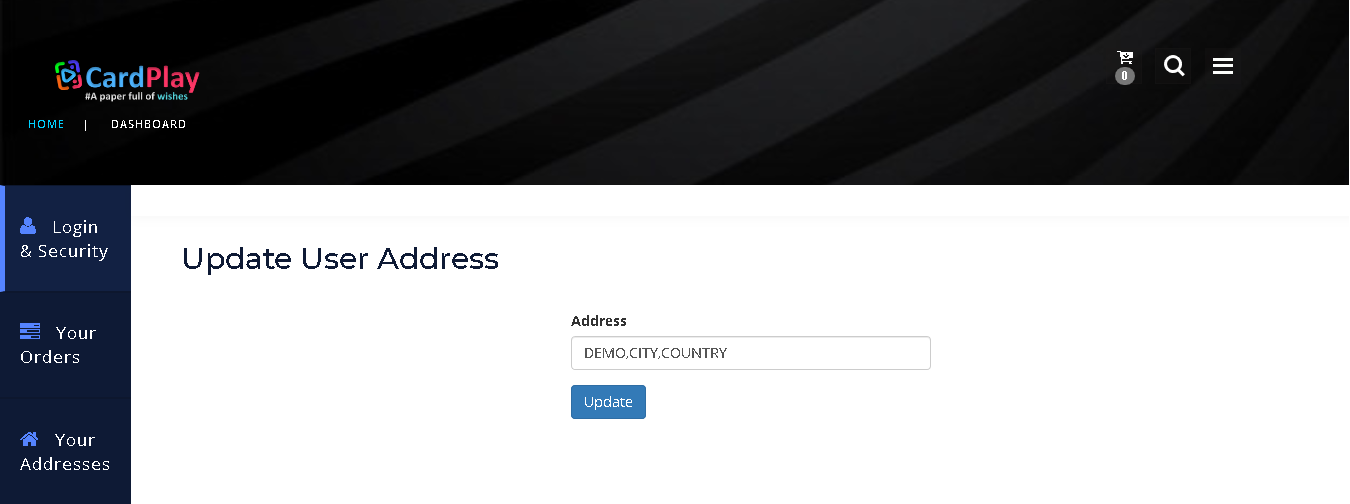 CardPlay
#A paper full of wishes
HOME | DASHBOARD
0
Login
& Security
Your
Orders
Your
Addresses
Update User Address
Address
DEMO,CITY,COUNTRY
Update